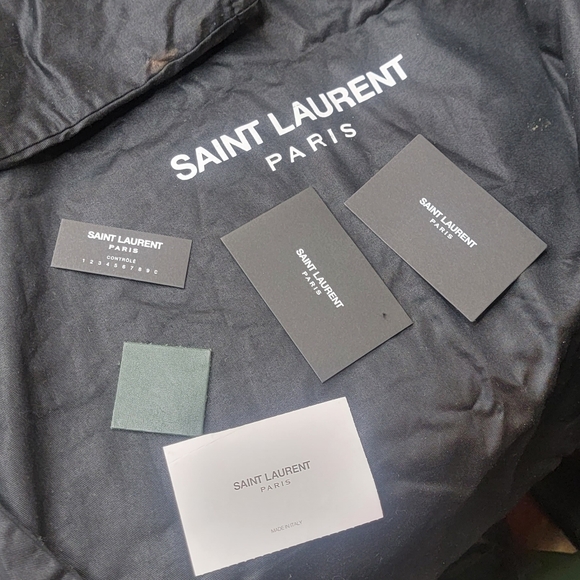 SAINT LAURENT
PARIS
SAINT LAURENT
PARIS
CONTRÔLE
1 2 3 4 5 6 7 8 9 0
SAINT LAURENT
PARIS
SAINT LAURENT
PARIS
SAINT LAURENT
PARIS
MADE IN ITALY